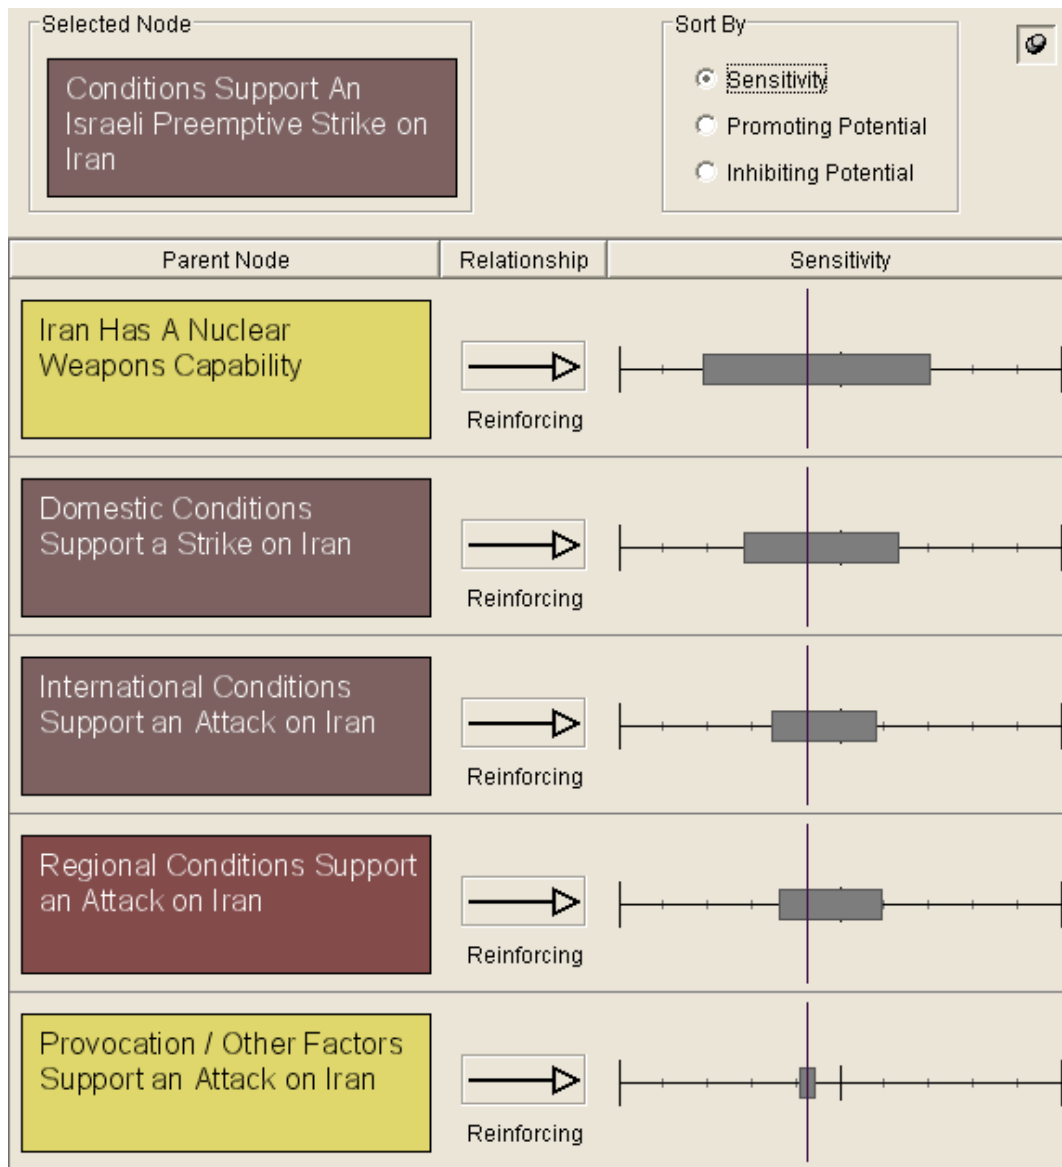 Selected Node
Conditions Support An
Israeli Preemptive Strike on
Iran
Sort By
Sensitivity
Promoting Potential
Inhibiting Potential
Parent Node
Relationship
Sensitivity
Iran Has A Nuclear
Weapons Capability
Reinforcing
Domestic Conditions
Support a Strike on Iran
Reinforcing
International Conditions
Support an Attack on Iran
Reinforcing
Regional Conditions Support
an Attack on Iran
Reinforcing
Provocation / Other Factors
Support an Attack on Iran
Reinforcing